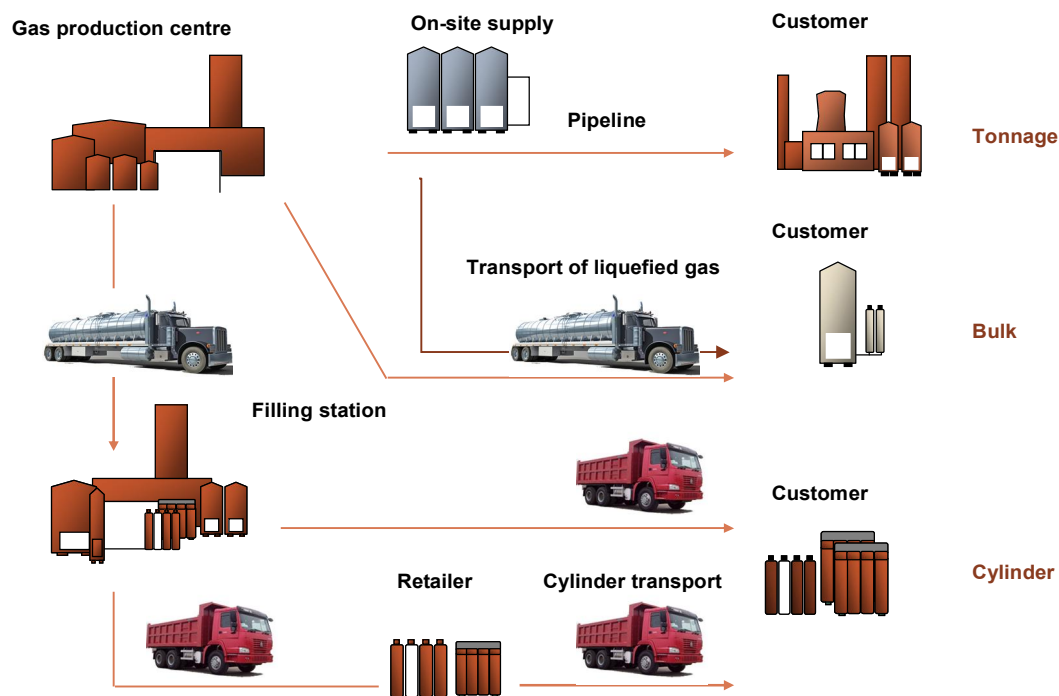 Gas production centre
On-site supply
Customer
Pipeline
Tonnage
Customer
Transport of liquefied gas
Bulk
Filling station
Customer
Retailer
Cylinder transport
Cylinder